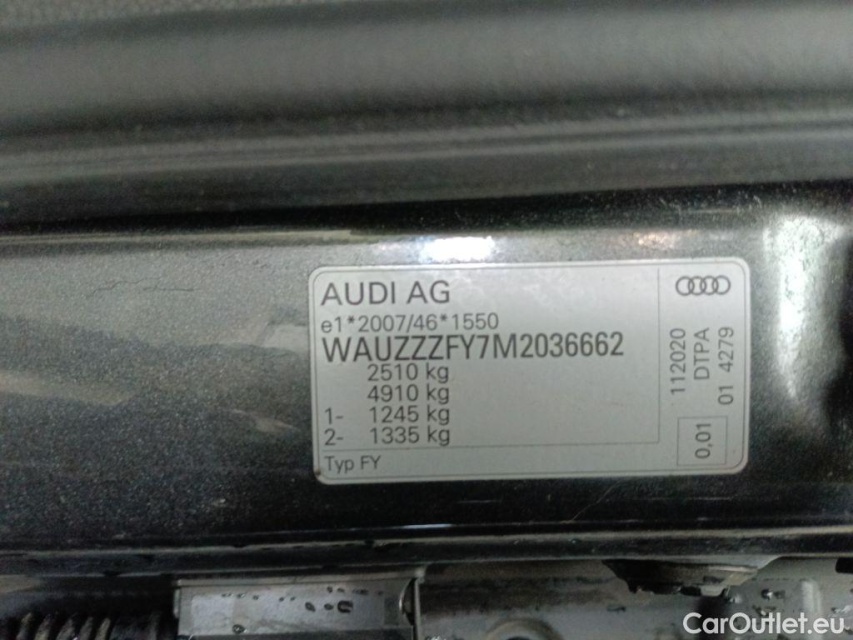 AUDI AG
e1*2007/46*1550
WAUZZZFY7M2036662
2510 kg
4910 kg
1- 1245 kg
2- 1335 kg
Typ FY
112020
DTPA
01 4279
0,01
CarOutlet.eu